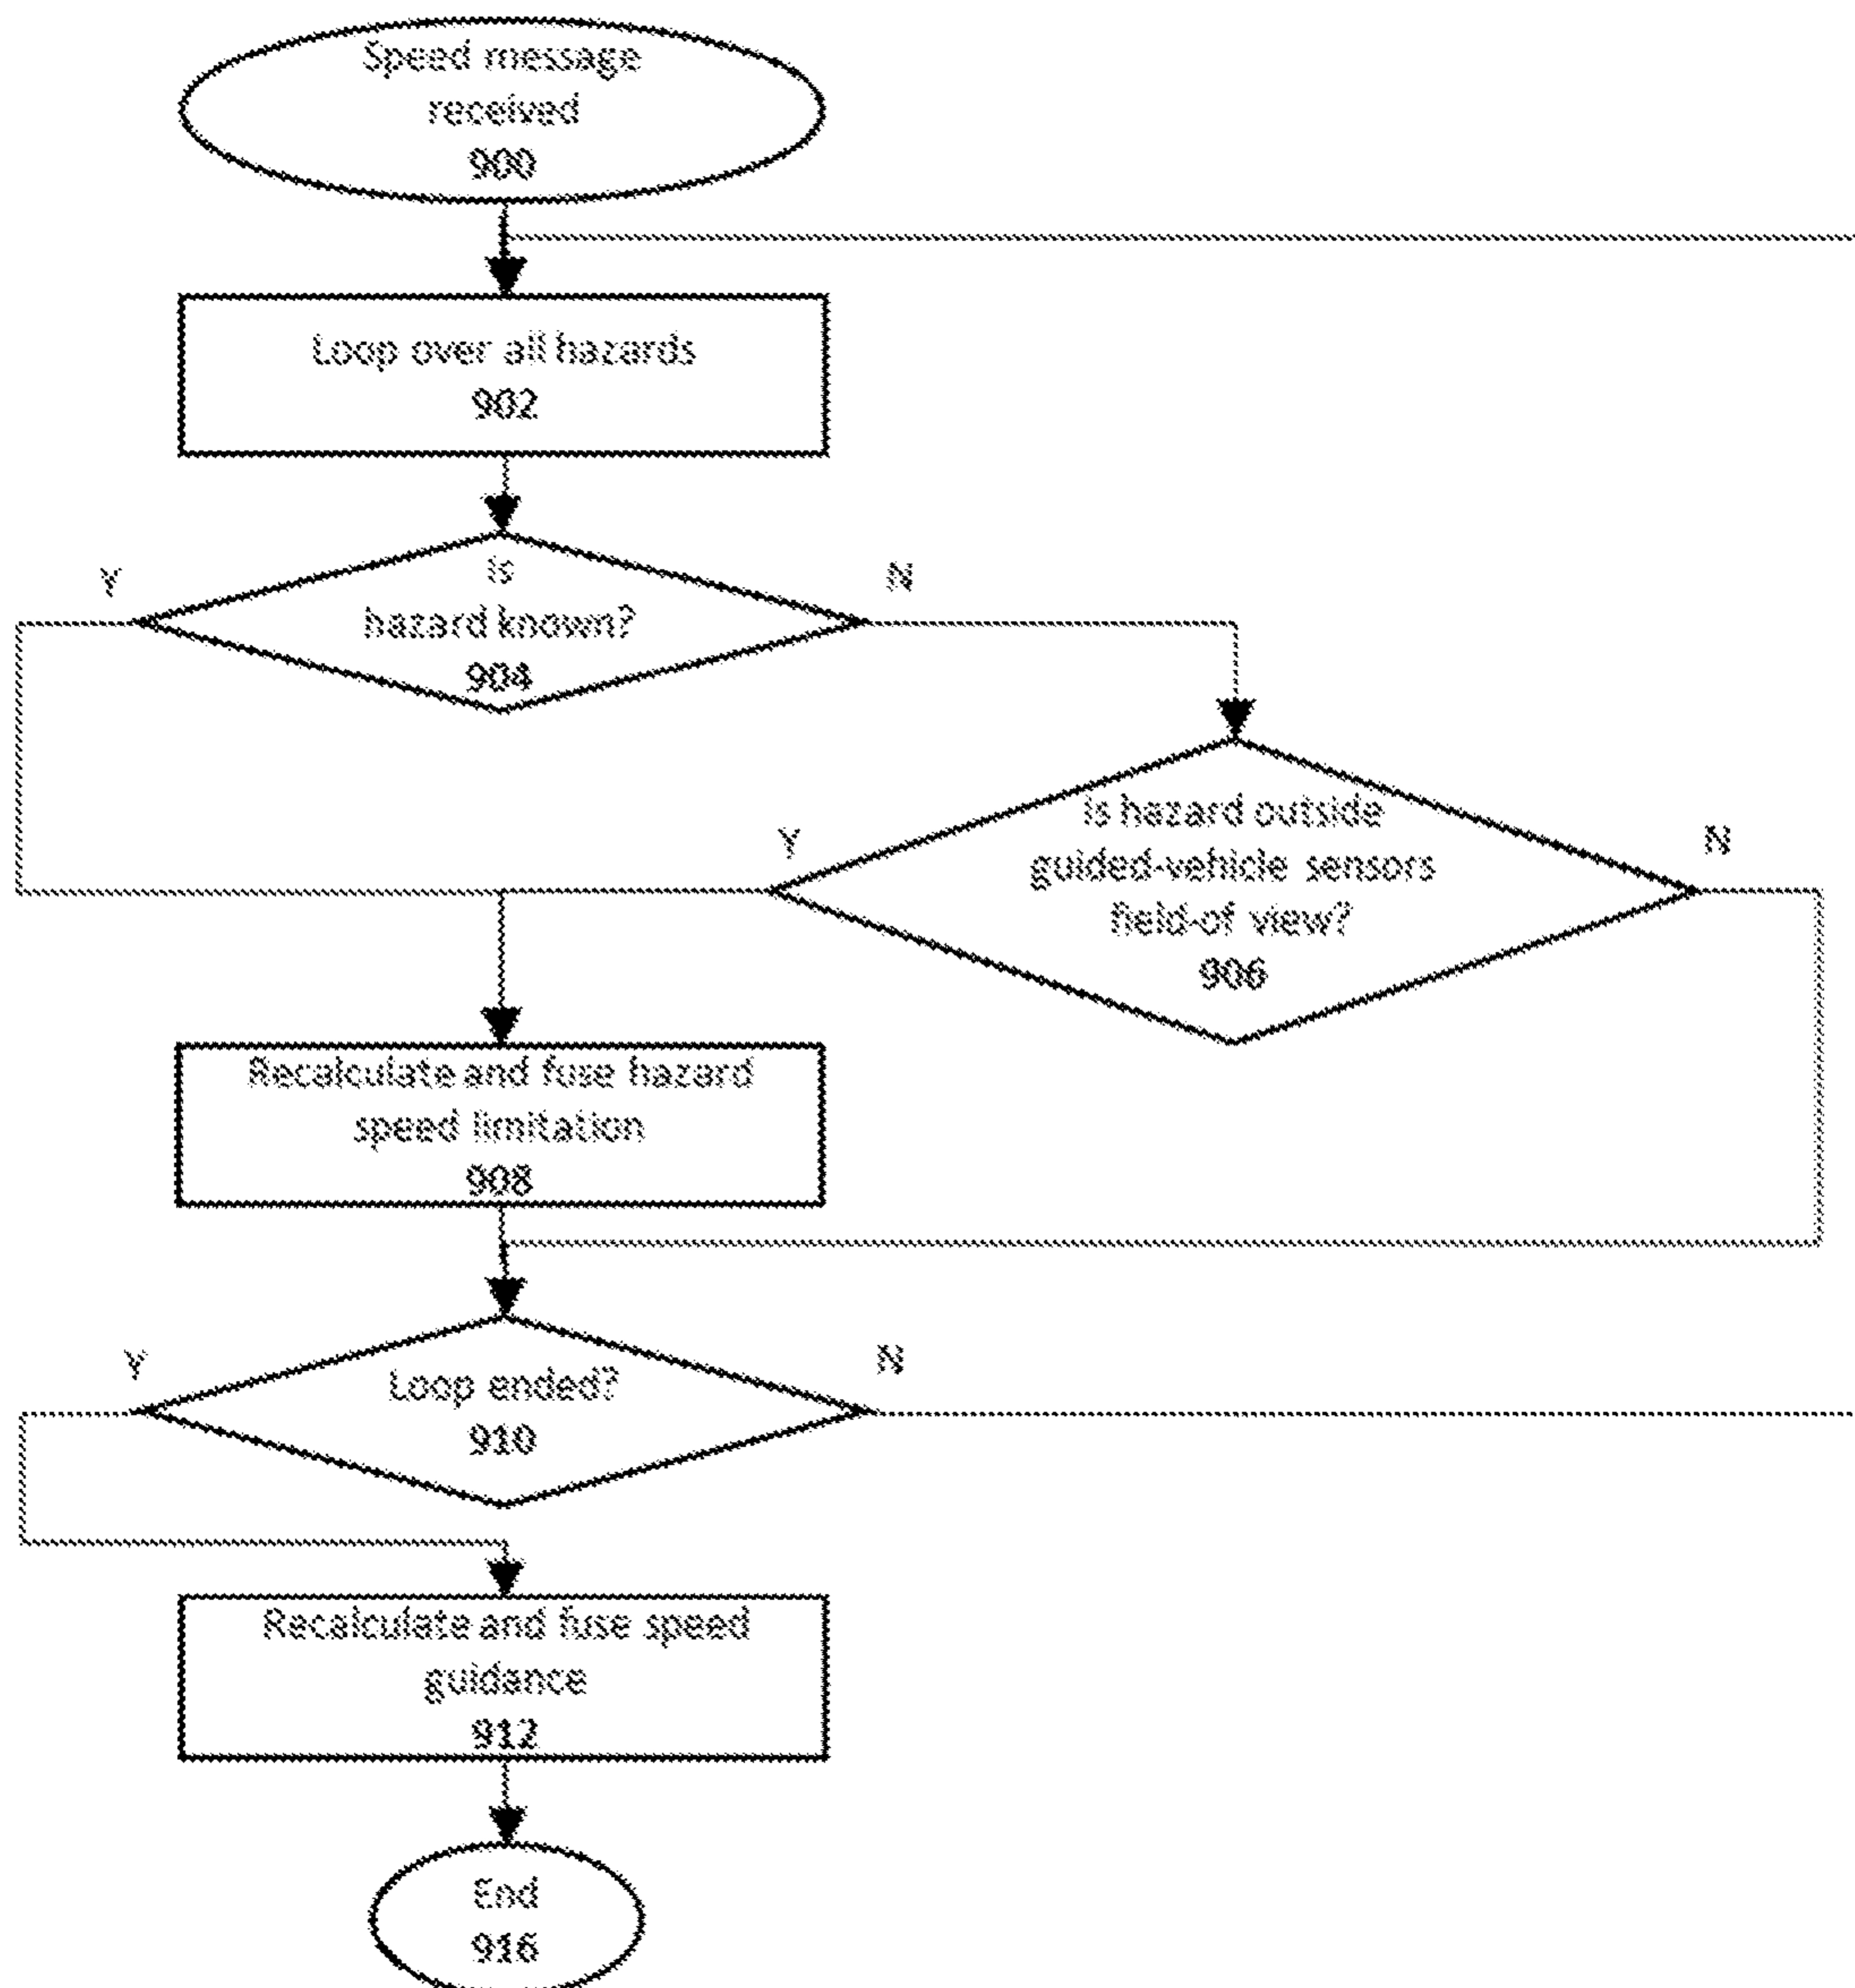 Speed message
received
900
Loop over all hazards
902
Y
N
is
hazard known?
904
is hazard outside
guided-vehicle sensors
field-of view?
906
Y
N
Recalculate and fuse hazard
speed limitation
908
Y
N
Loop ended?
910
Recalculate and fuse speed
guidance
912
End
916